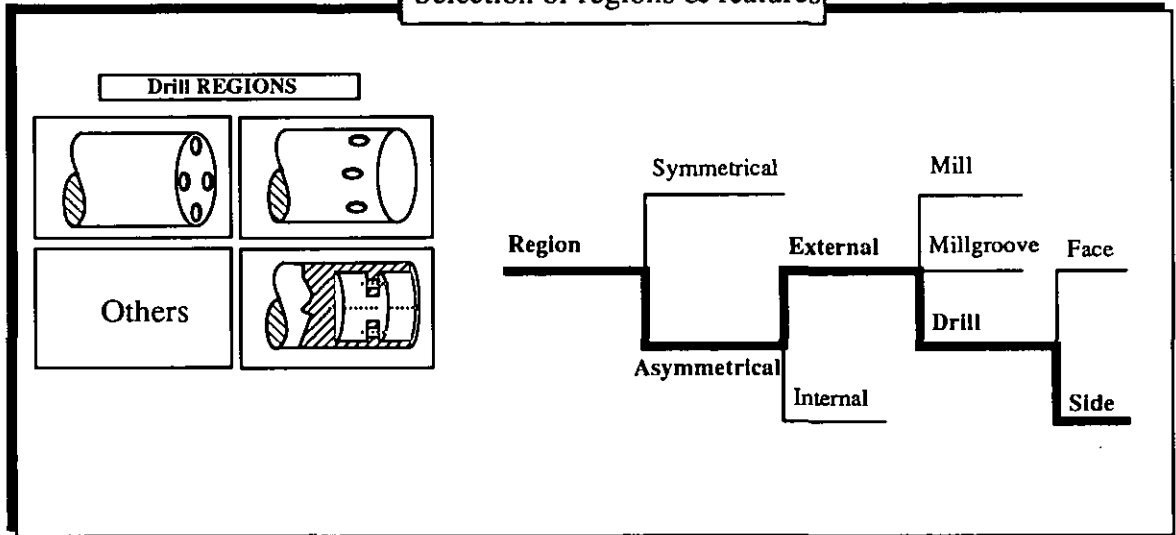 Selection of regions & features
Drill REGIONS
Others
Symmetrical
Mill
Region
External
Millgroove
Face
Drill
Asymmetrical
Internal
Side